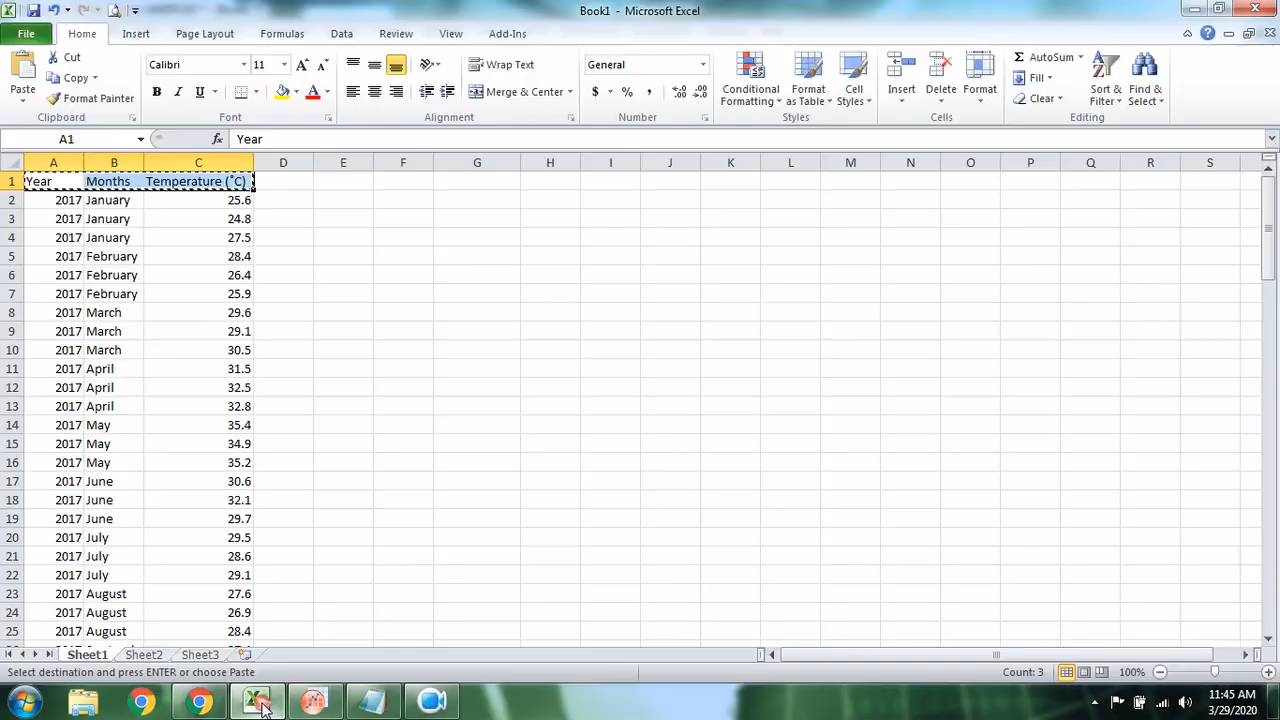 Book1 - Microsoft Excel
File Home Insert Page Layout Formulas Data Review View Add-Ins
Cut Calibri 11 A A Wrap Text General AutoSum
Paste Copy Fill
Format Painter B I U A Merge & Center $ % , Conditional Formatting Format as Table Cell Styles Insert Delete Format Clear Sort & Filter Find & Select
Clipboard Font Alignment Number Styles Cells Editing
A1 fx Year
A B C D E F G H I J K L M N O P Q R S
1 Year Months Temperature (˚C)
2 2017 January 25.6
3 2017 January 24.8
4 2017 January 27.5
5 2017 February 28.4
6 2017 February 26.4
7 2017 February 25.9
8 2017 March 29.6
9 2017 March 29.1
10 2017 March 30.5
11 2017 April 31.5
12 2017 April 32.5
13 2017 April 32.8
14 2017 May 35.4
15 2017 May 34.9
16 2017 May 35.2
17 2017 June 30.6
18 2017 June 32.1
19 2017 June 29.7
20 2017 July 29.5
21 2017 July 28.6
22 2017 July 29.1
23 2017 August 27.6
24 2017 August 26.9
25 2017 August 28.4
Sheet1 Sheet2 Sheet3
Select destination and press ENTER or choose Paste Count: 3 100%
11:45 AM
3/29/2020